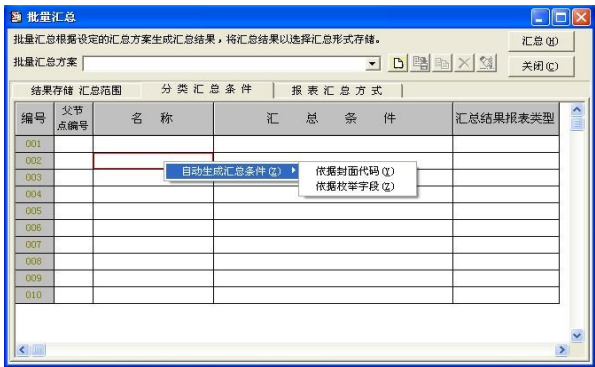 批量汇总
批量汇总根据设定的汇总方案生成汇总结果，将汇总结果以选择汇总形式存储。
汇总(H)
批量汇总方案
关闭(C)
结果存储 汇总范围 分类汇总条件 报表汇总方式
编号 父节点编号 名 称 汇 总 条 件 汇总结果报表类型
001
002
自动生成汇总条件(Z) 依据封面代码(Y)
003
依据枚举字段(Z)
004
005
006
007
008
009
010